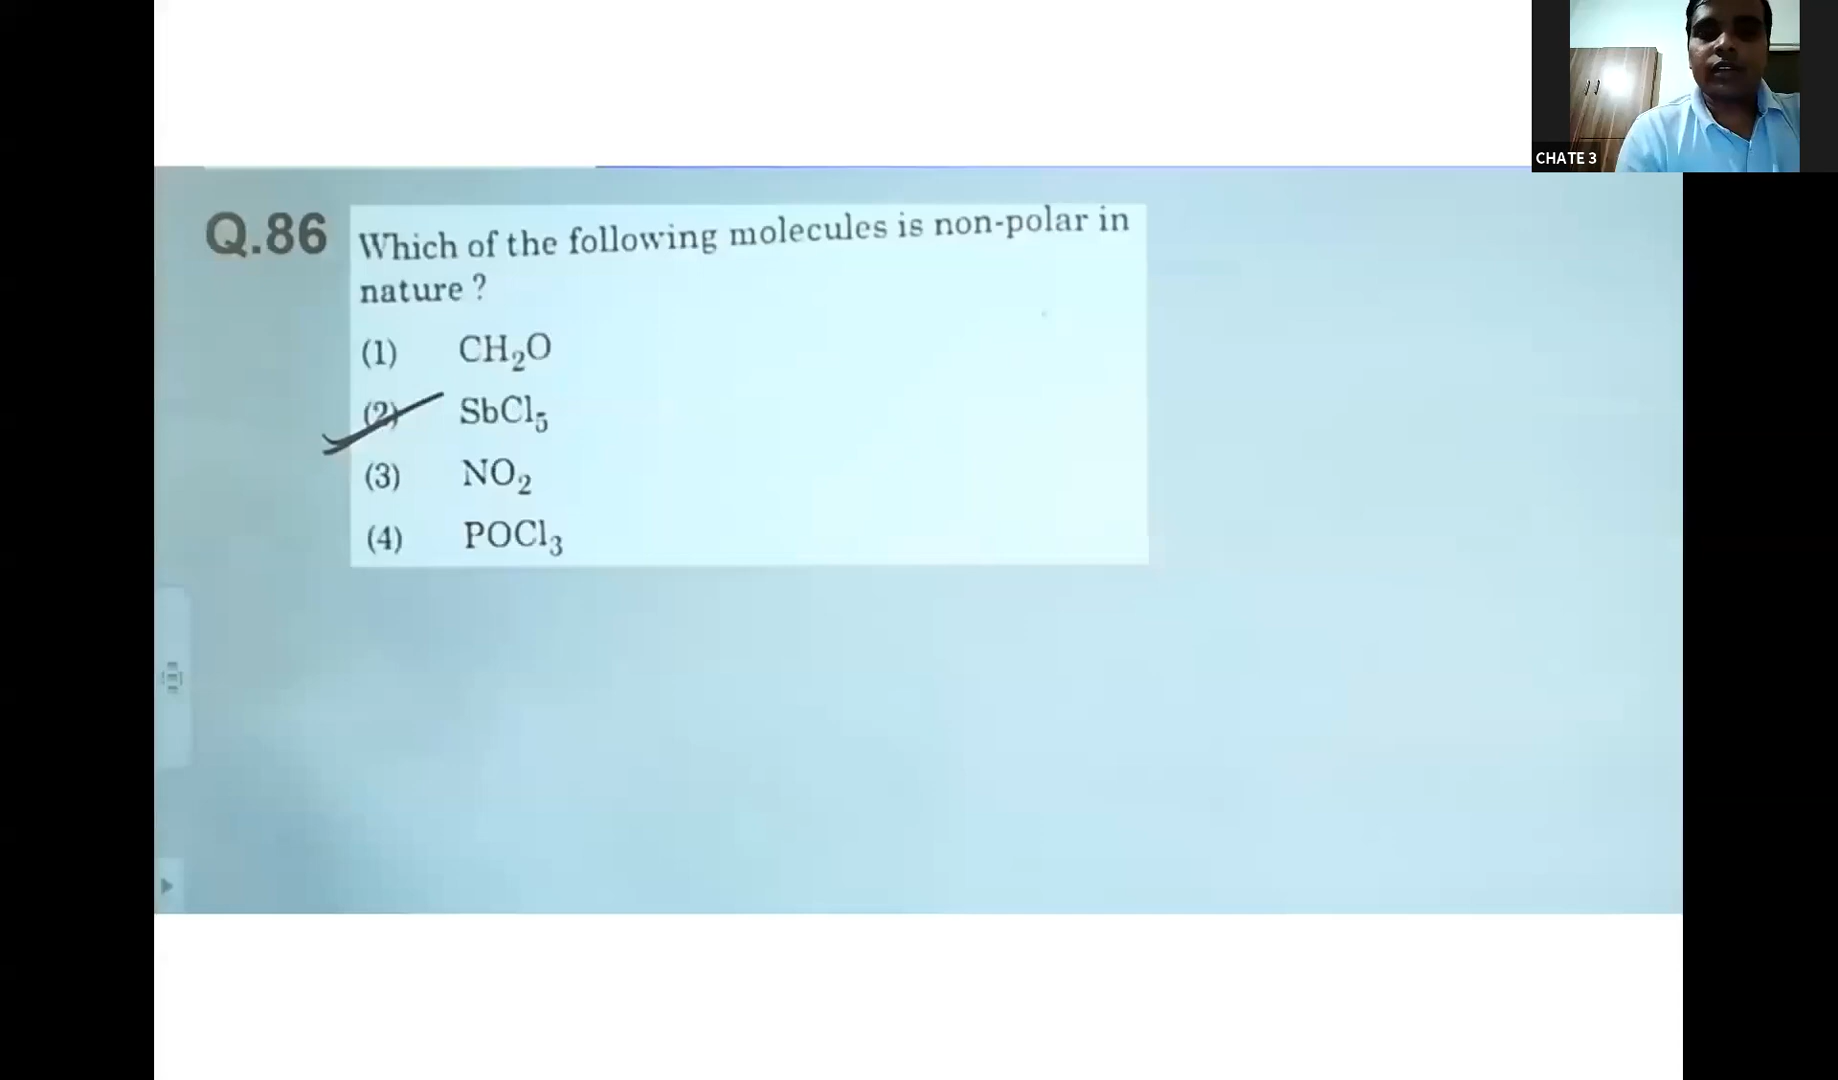 CHATE 3
Q.86 Which of the following molecules is non-polar in
nature ?
(1) CH₂O
(2) SbCl₅
(3) NO₂
(4) POCl₃